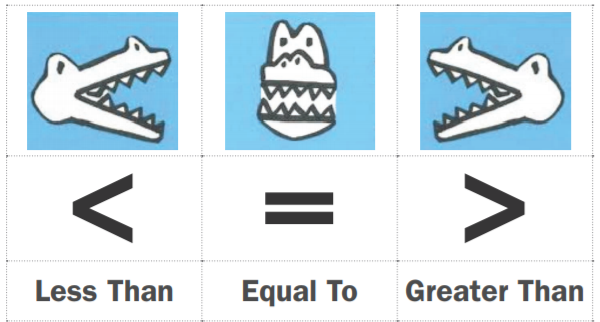 < = >
Less Than Equal To Greater Than